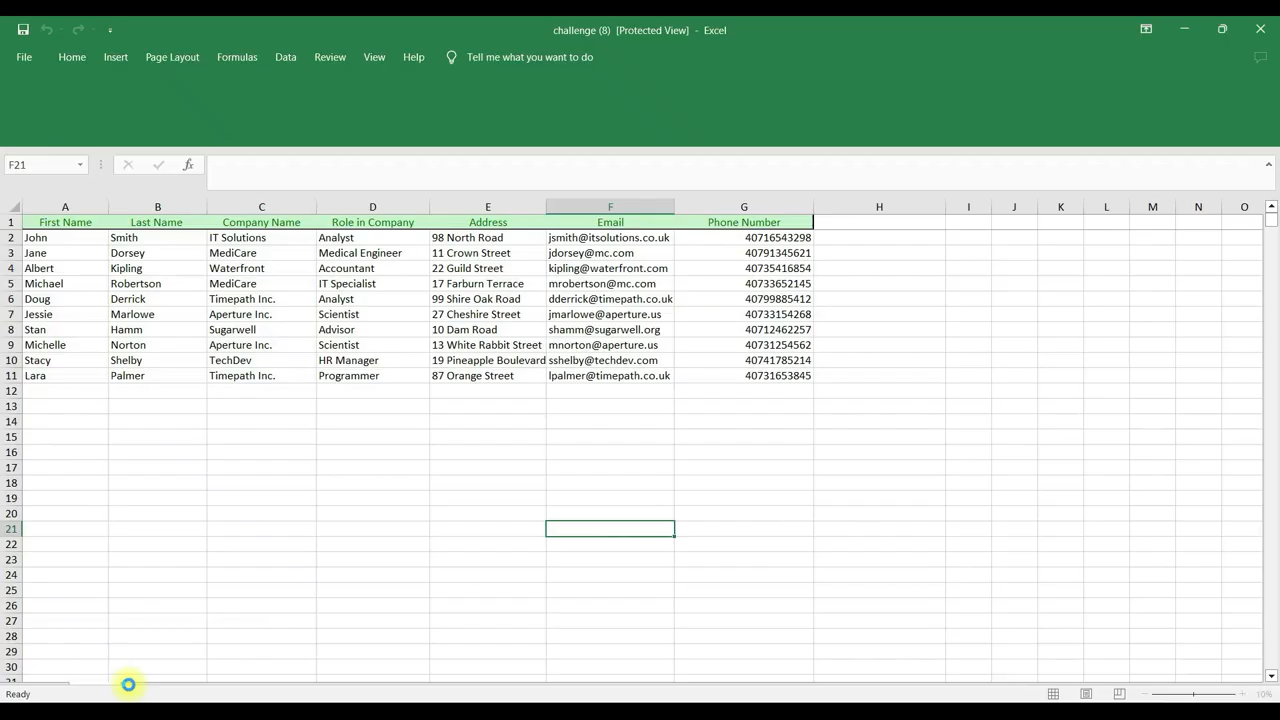 challenge (8) [Protected View] - Excel
File Home Insert Page Layout Formulas Data Review View Help Tell me what you want to do
F21 fx
A B C D E F G H I J K L M N O
1 First Name Last Name Company Name Role in Company Address Email Phone Number
2 John Smith IT Solutions Analyst 98 North Road jsmith@itsolutions.co.uk 40716543298
3 Jane Dorsey MediCare Medical Engineer 11 Crown Street jdorsey@mc.com 40791345621
4 Albert Kipling Waterfront Accountant 22 Guild Street kipling@waterfront.com 40735416854
5 Michael Robertson MediCare IT Specialist 17 Farburn Terrace mrobertson@mc.com 40733652145
6 Doug Derrick Timepath Inc. Analyst 99 Shire Oak Road dderrick@timepath.co.uk 40799885412
7 Jessie Marlowe Aperture Inc. Scientist 27 Cheshire Street jmarlowe@aperture.us 40733154268
8 Stan Hamm Sugarwell Advisor 10 Dam Road shamm@sugarwell.org 40712462257
9 Michelle Norton Aperture Inc. Scientist 13 White Rabbit Street mnorton@aperture.us 40731254562
10 Stacy Shelby TechDev HR Manager 19 Pineapple Boulevard sshelby@techdev.com 40741785214
11 Lara Palmer Timepath Inc. Programmer 87 Orange Street lpalmer@timepath.co.uk 40731653845
12
13
14
15
16
17
18
19
20
21
22
23
24
25
26
27
28
29
30
Ready 10%